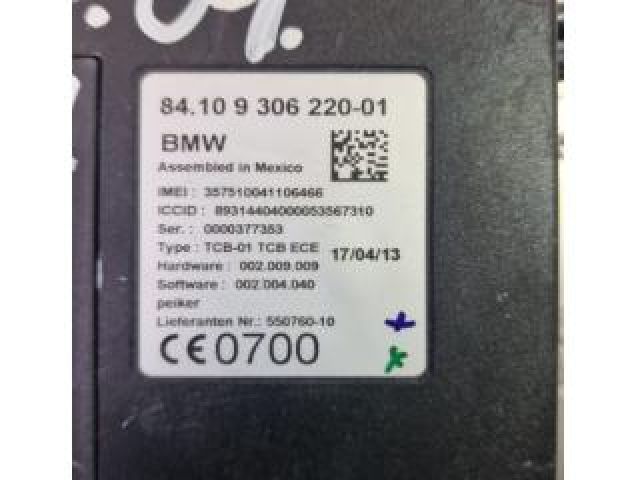 04.
84.10 9 306 220-01
BMW
Assembled in Mexico
IMEI : 357510041106466
ICCID : 89314404000053567310
Ser. : 0000377353
Type : TCB-01 TCB ECE 17/04/13
Hardware : 002.009.009
Software : 002.004.040
peiker
Lieferanten Nr.: 550760-10
CE0700